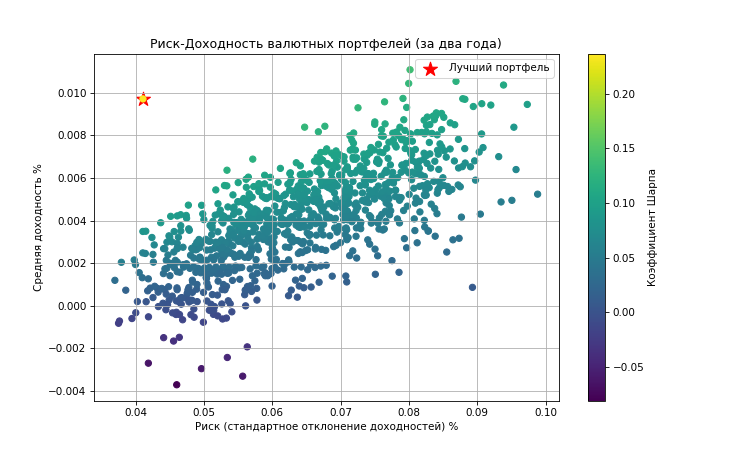 Риск-Доходность валютных портфелей (за два года)
Лучший портфель
Средняя доходность %
0.010
0.008
0.006
0.004
0.002
0.000
−0.002
−0.004
0.04 0.05 0.06 0.07 0.08 0.09 0.10
Риск (стандартное отклонение доходностей) %
0.20
0.15
0.10
0.05
0.00
−0.05
Коэффициент Шарпа